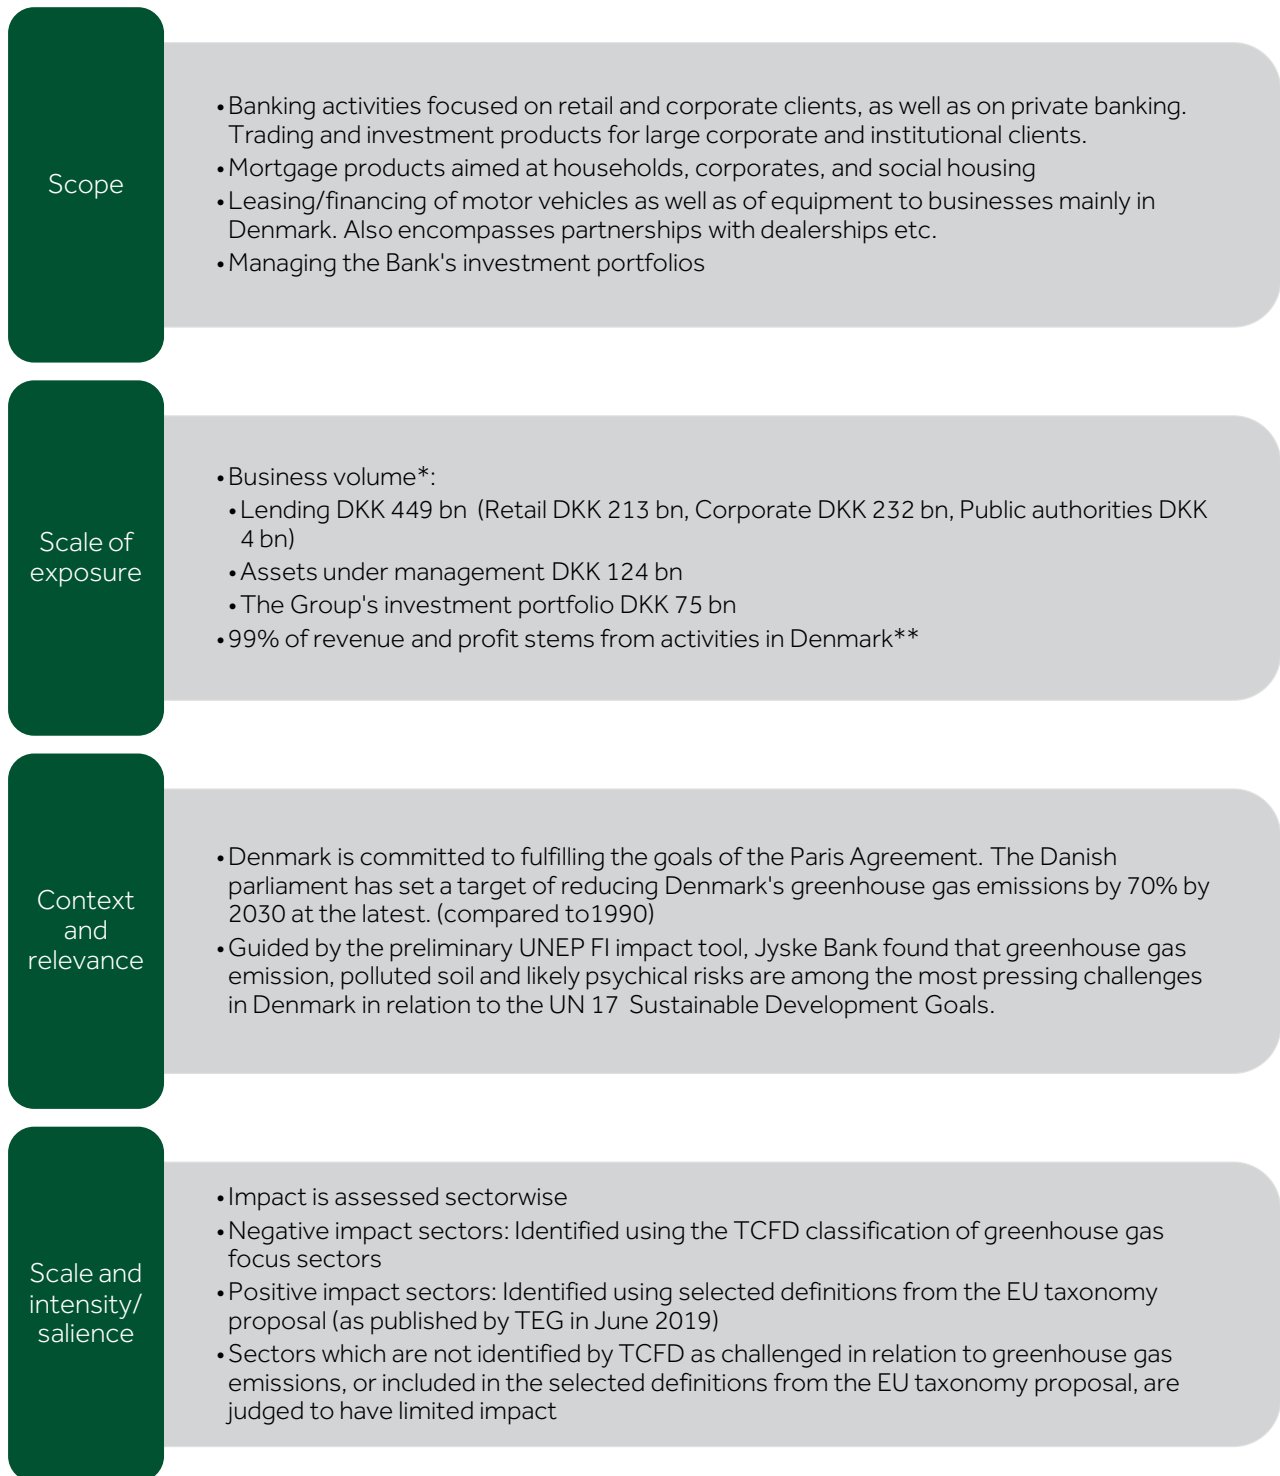 Scope
•Banking activities focused on retail and corporate clients, as well as on private banking.
Trading and investment products for large corporate and institutional clients.
•Mortgage products aimed at households, corporates, and social housing
•Leasing/financing of motor vehicles as well as of equipment to businesses mainly in
Denmark. Also encompasses partnerships with dealerships etc.
•Managing the Bank's investment portfolios
Scale of
exposure
•Business volume*:
•Lending DKK 449 bn (Retail DKK 213 bn, Corporate DKK 232 bn, Public authorities DKK
4 bn)
•Assets under management DKK 124 bn
•The Group's investment portfolio DKK 75 bn
•99% of revenue and profit stems from activities in Denmark**
Context
and
relevance
•Denmark is committed to fulfilling the goals of the Paris Agreement. The Danish
parliament has set a target of reducing Denmark's greenhouse gas emissions by 70% by
2030 at the latest. (compared to1990)
•Guided by the preliminary UNEP FI impact tool, Jyske Bank found that greenhouse gas
emission, polluted soil and likely psychical risks are among the most pressing challenges
in Denmark in relation to the UN 17 Sustainable Development Goals.
Scale and
intensity/
salience
•Impact is assessed sectorwise
•Negative impact sectors: Identified using the TCFD classification of greenhouse gas
focus sectors
•Positive impact sectors: Identified using selected definitions from the EU taxonomy
proposal (as published by TEG in June 2019)
•Sectors which are not identified by TCFD as challenged in relation to greenhouse gas
emissions, or included in the selected definitions from the EU taxonomy proposal, are
judged to have limited impact